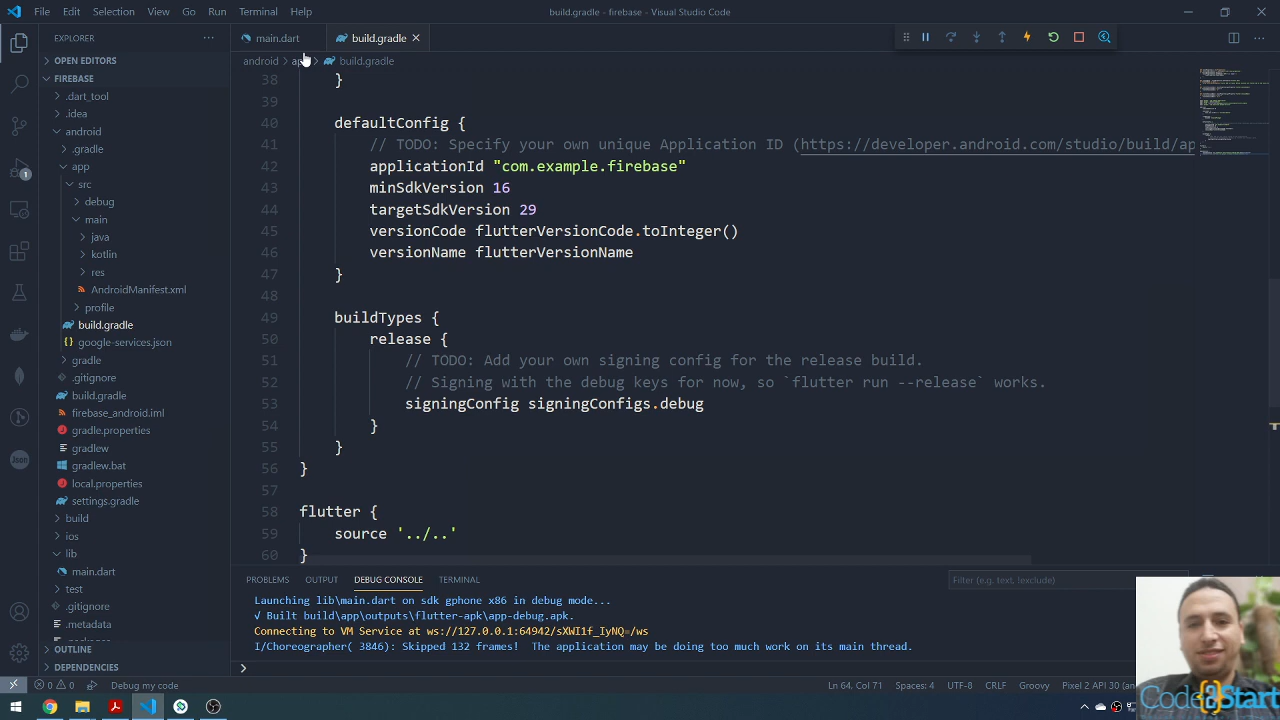 File Edit Selection View Go Run Terminal Help
build.gradle - firebase - Visual Studio Code
EXPLORER
OPEN EDITORS
FIREBASE
.dart_tool
.idea
android
.gradle
app
src
debug
main
java
kotlin
res
AndroidManifest.xml
profile
build.gradle
google-services.json
gradle
.gitignore
build.gradle
firebase_android.iml
gradle.properties
gradlew
gradlew.bat
local.properties
settings.gradle
build
ios
lib
main.dart
test
.gitignore
.metadata
OUTLINE
DEPENDENCIES
main.dart build.gradle
android > app > build.gradle
38 }
39
40 defaultConfig {
41 // TODO: Specify your own unique Application ID (https://developer.android.com/studio/build/ap
42 applicationId "com.example.firebase"
43 minSdkVersion 16
44 targetSdkVersion 29
45 versionCode flutterVersionCode.toInteger()
46 versionName flutterVersionName
47 }
48
49 buildTypes {
50 release {
51 // TODO: Add your own signing config for the release build.
52 // Signing with the debug keys for now, so `flutter run --release` works.
53 signingConfig signingConfigs.debug
54 }
55 }
56 }
57
58 flutter {
59 source '../..'
60 }
PROBLEMS OUTPUT DEBUG CONSOLE TERMINAL
Filter (e.g. text, !exclude)
Launching lib\main.dart on sdk gphone x86 in debug mode...
√ Built build\app\outputs\flutter-apk\app-debug.apk.
Connecting to VM Service at ws://127.0.0.1:64942/sXWI1f_IyNQ=/ws
I/Choreographer( 3846): Skipped 132 frames!  The application may be doing too much work on its main thread.
1
Json
0 0 Debug my code
Ln 64, Col 71 Spaces: 4 UTF-8 CRLF Groovy Pixel 2 API 30 (an
Code2Start